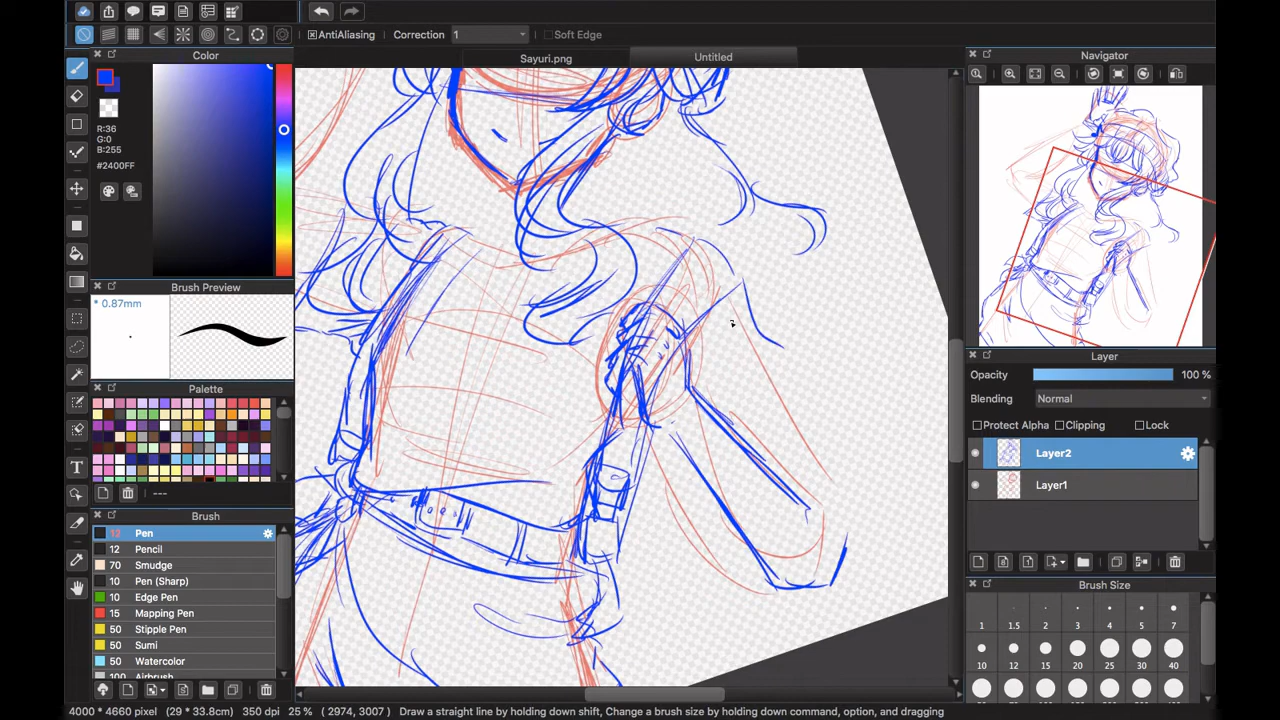 AntiAliasing Correction 1 Soft Edge
Color
Sayuri.png
Untitled
Navigator
R:36
G:0
B:255
#2400FF
Brush Preview
* 0.87mm
Palette
---
Brush
12 Pen
12 Pencil
70 Smudge
10 Pen (Sharp)
10 Edge Pen
15 Mapping Pen
50 Stipple Pen
50 Sumi
50 Watercolor
100 Airbrush
Layer
Opacity 100 %
Blending Normal
Protect Alpha Clipping Lock
Layer2
Layer1
Brush Size
1 1.5 2 3 4 5 7
10 12 15 20 25 30 40
4000 * 4660 pixel (29 * 33.8cm) 350 dpi 25 % ( 2974, 3007 ) Draw a straight line by holding down shift, Change a brush size by holding down command, option, and dragging